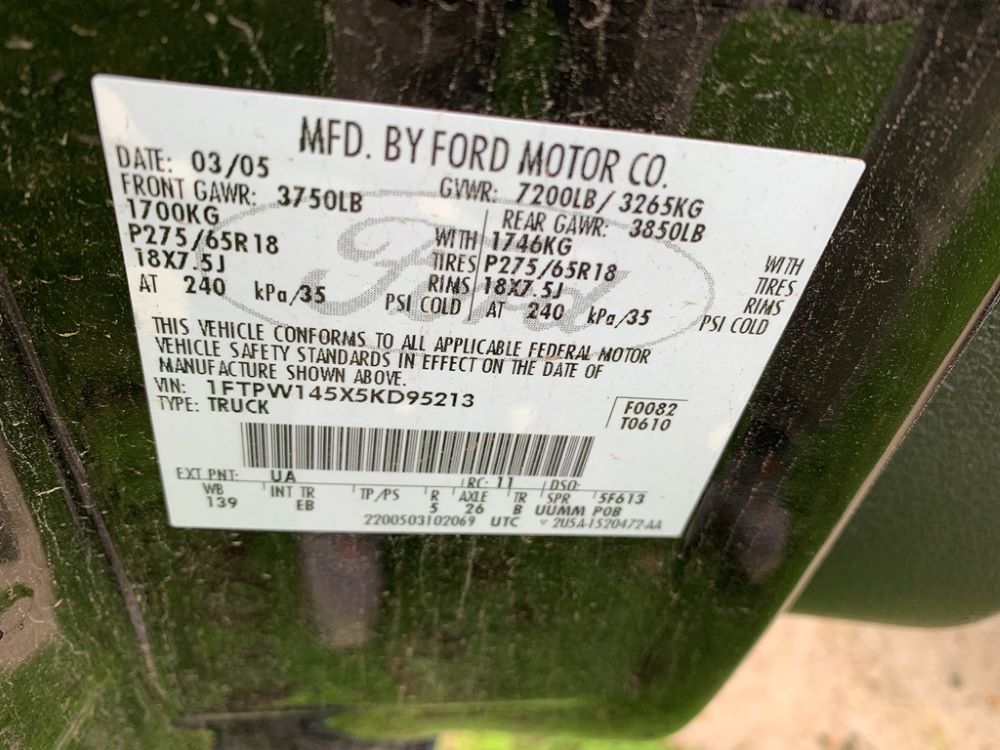 MFD. BY FORD MOTOR CO.
DATE: 03/05 GVWR: 7200LB/ 3265KG
FRONT GAWR: 3750LB REAR GAWR: 3850LB
1700KG WITH 1746KG WITH
P275/65R18 TIRES P275/65R18 TIRES
18X7.5J RIMS 18X7.5J RIMS
AT 240 kPa/35 PSI COLD AT 240 kPa/35 PSI COLD
Ford
THIS VEHICLE CONFORMS TO ALL APPLICABLE FEDERAL MOTOR
VEHICLE SAFETY STANDARDS IN EFFECT ON THE DATE OF
MANUFACTURE SHOWN ABOVE.
VIN: 1FTPW145X5KD95213 F0082
TYPE: TRUCK T0610
EXT PNT: UA RC: 11 DSO:
WB INT TR TP/PS R AXLE TR SPR 5F613
139 EB 5 26 B UUMM POB
2200503102069 UTC V 2U5A-1520472-AA